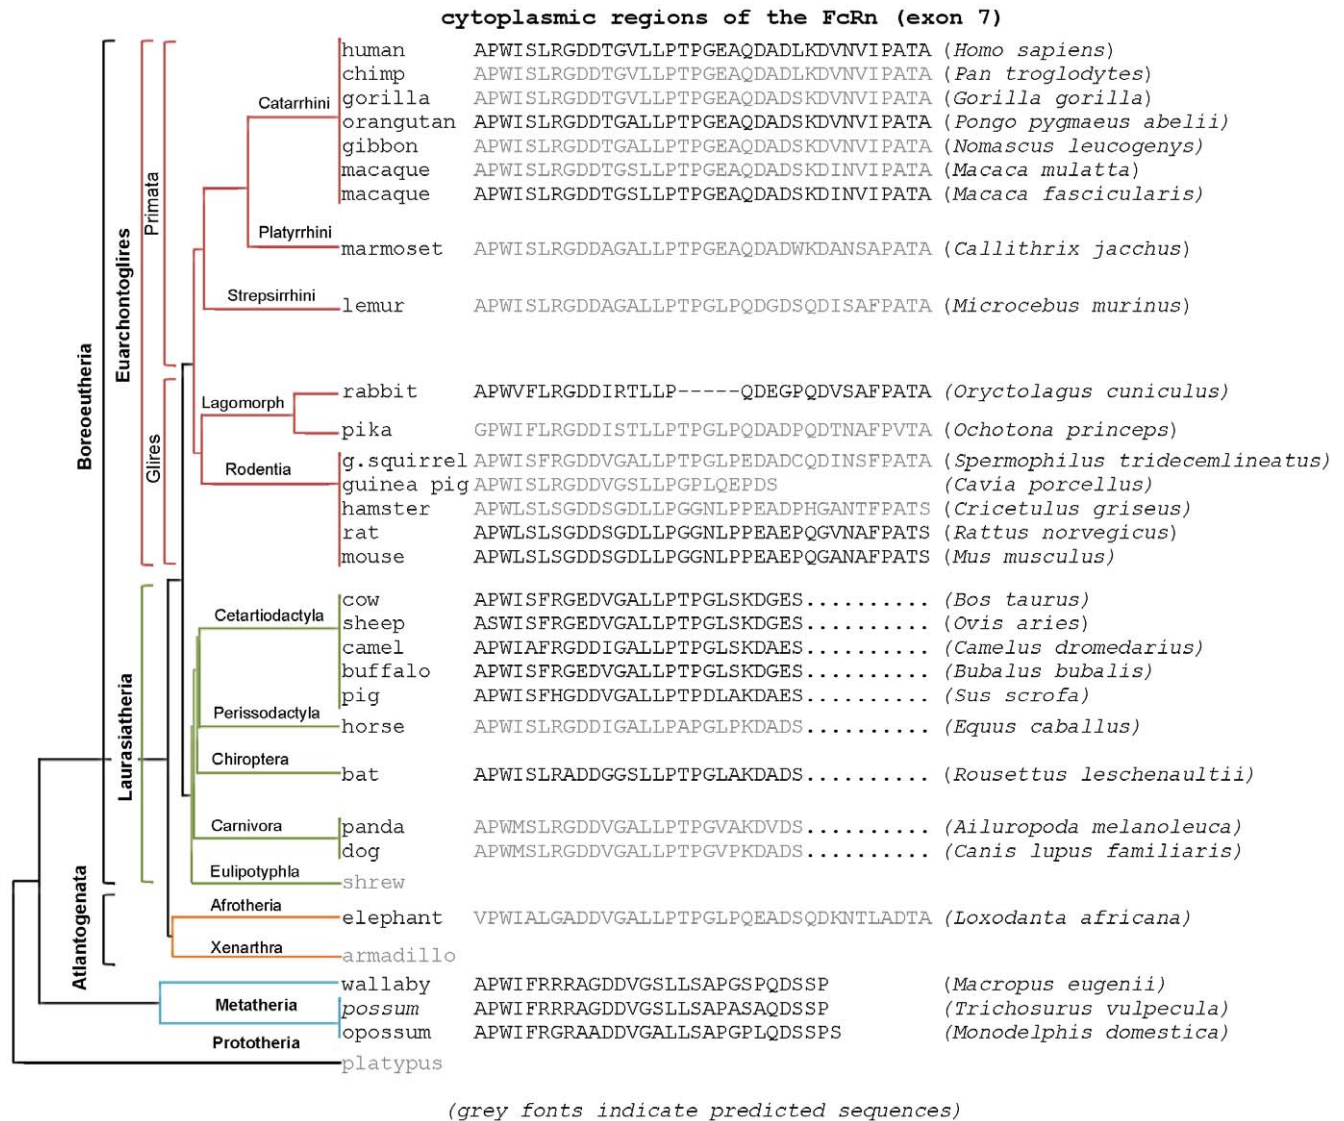 cytoplasmic regions of the FcRn (exon 7)
human APWISLRGDDTGVLLPTPGEAQDADLKDVNVIPATA (Homo sapiens)
chimp APWISLRGDDTGVLLPTPGEAQDADLKDVNVIPATA (Pan troglodytes)
Catarrhini gorilla APWISLRGDDTGVLLPTPGEAQDADSKDVNVIPATA (Gorilla gorilla)
orangutan APWISLRGDDTGALLPTPGEAQDADSKDVNVIPATA (Pongo pygmaeus abelii)
gibbon APWISLRGDDTGALLPTPGEAQDADSKDVNVIPATA (Nomascus leucogenys)
macaque APWISLRGDDTGSLLPTPGEAQDADSKDINVIPATA (Macaca mulatta)
macaque APWISLRGDDTGSLLPTPGEAQDADSKDINVIPATA (Macaca fascicularis)
Primata
Platyrrhini
marmoset APWISLRGDDAGALLPTPGEAQDADWKDANSAPATA (Callithrix jacchus)
Euarchontoglires
Strepsirrhini
lemur APWISLRGDDAGALLPTPGLPQDGDSQDISAFPATA (Microcebus murinus)
Boreoeutheria
rabbit APWVFLRGDDIRTLLP-----QDEGPQDVSAFPATA (Oryctolagus cuniculus)
Lagomorph
pika GPWIFLRGDDISTLLPTPGLPQDADPQDTNAFPVTA (Ochotona princeps)
Glires
Rodentia g.squirrel APWISFRGDDVGALLPTPGLPEDADCQDINSFPATA (Spermophilus tridecemlineatus)
guinea pig APWISLRGDDVGSLLPGPLQEPDS (Cavia porcellus)
hamster APWLSLSGDDSGDLLPGGNLPPEADPHGANTFPATS (Cricetulus griseus)
rat APWLSLSGDDSGDLLPGGNLPPEAEPQGVNAFPATS (Rattus norvegicus)
mouse APWLSLSGDDSGDLLPGGNLPPEAEPQGANAFPATS (Mus musculus)
cow APWISFRGEDVGALLPTPGLSKDGES.......... (Bos taurus)
Cetartiodactyla sheep ASWISFRGEDVGALLPTPGLSKDGES.......... (Ovis aries)
camel APWIAFRGDDIGALLPTPGLSKDAES.......... (Camelus dromedarius)
buffalo APWISFRGEDVGALLPTPGLSKDGES.......... (Bubalus bubalis)
pig APWISFHGDDVGALLPTPDLAKDAES.......... (Sus scrofa)
Perissodactyla
horse APWISLRGDDIGALLPAPGLPKDADS.......... (Equus caballus)
Laurasiatheria
Chiroptera
bat APWISLRADDGGSLLPTPGLAKDADS.......... (Rousettus leschenaultii)
Carnivora panda APWMSLRGDDVGALLPTPGVAKDVDS.......... (Ailuropoda melanoleuca)
dog APWMSLRGDDVGALLPTPGVPKDADS.......... (Canis lupus familiaris)
Eulipotyphla shrew
Atlantogenata
Afrotheria
elephant VPWIALGADDVGALLPTPGLPQEADSQDKNTLADTA (Loxodanta africana)
Xenarthra armadillo
wallaby APWIFRRRAGDDVGSLLSAPGSPQDSSP (Macropus eugenii)
Metatheria possum APWIFRRRAGDDVGSLLSAPASAQDSSP (Trichosurus vulpecula)
opossum APWIFRGRAADDVGALLSAPGPLQDSSPS (Monodelphis domestica)
Prototheria
platypus
(grey fonts indicate predicted sequences)